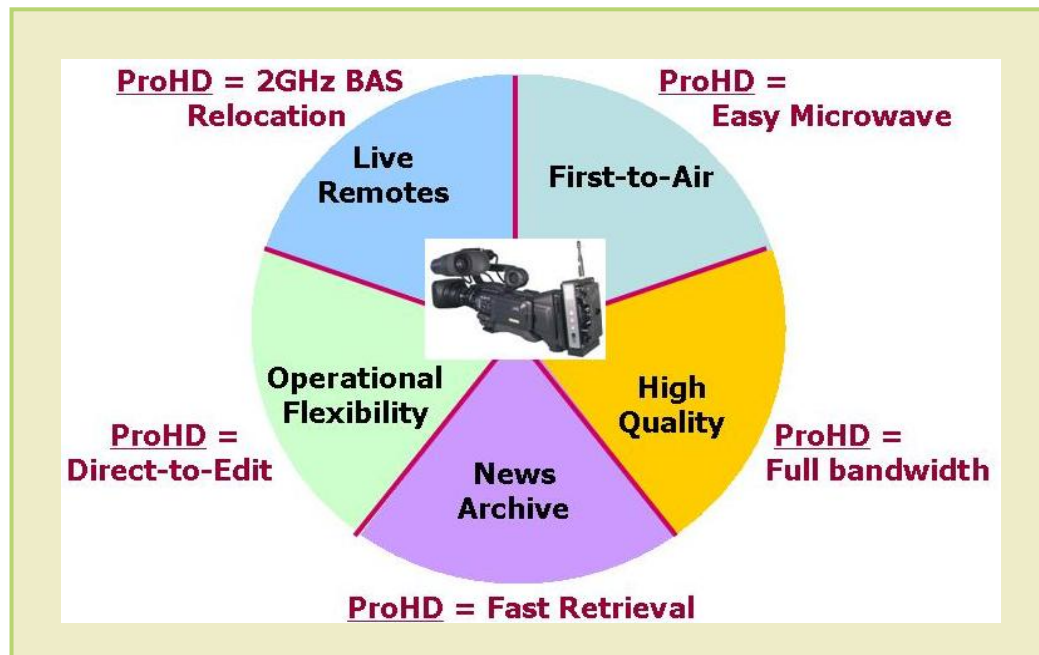 ProHD = 2GHz BAS
Relocation
ProHD =
Easy Microwave
Live
Remotes
First-to-Air
Operational
Flexibility
High
Quality
ProHD =
Direct-to-Edit
ProHD =
Full bandwidth
News
Archive
ProHD = Fast Retrieval